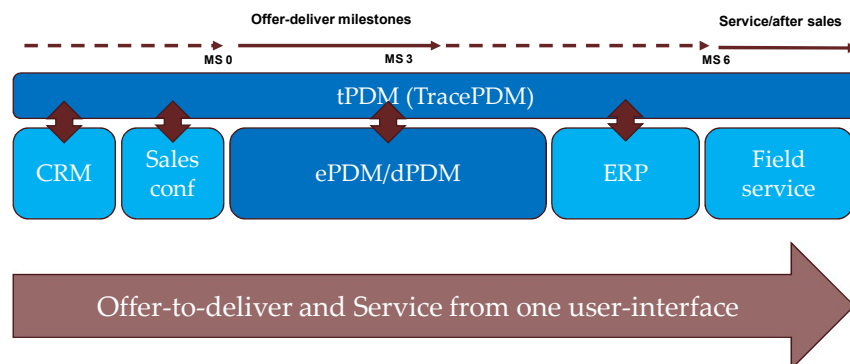 Offer-deliver milestones
Service/after sales
MS 0
MS 3
MS 6
tPDM (TracePDM)
CRM
Sales
conf
ePDM/dPDM
ERP
Field
service
Offer-to-deliver and Service from one user-interface